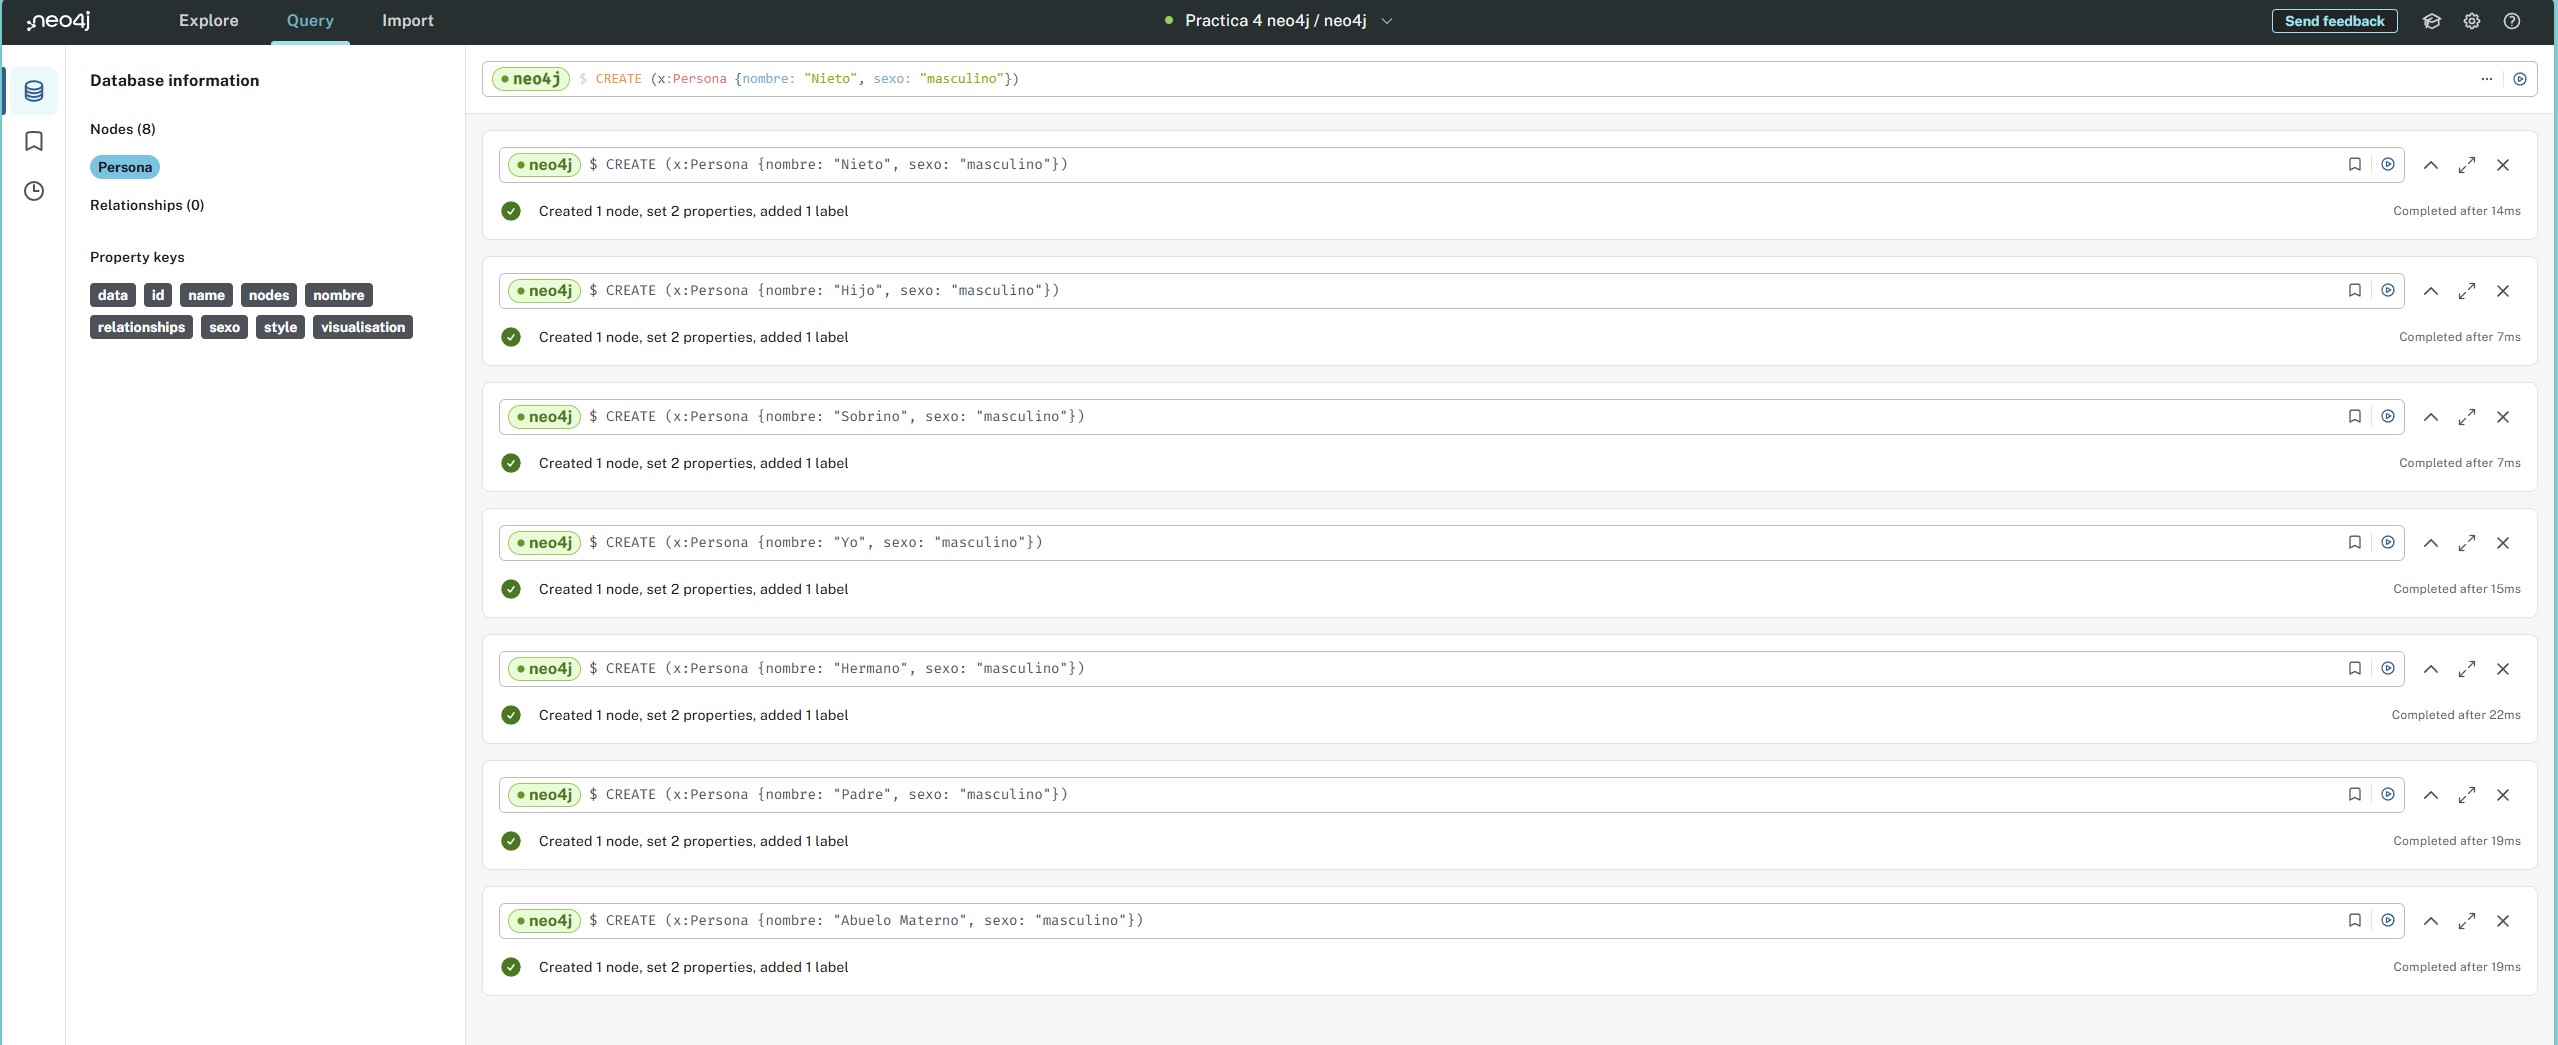 neo4j Explore Query Import Practica 4 neo4j / neo4j Send feedback
Database information
Nodes (8)
Persona
Relationships (0)
Property keys
data id name nodes nombre
relationships sexo style visualisation
neo4j $ CREATE (x:Persona {nombre: "Nieto", sexo: "masculino"})
neo4j $ CREATE (x:Persona {nombre: "Nieto", sexo: "masculino"})
Created 1 node, set 2 properties, added 1 label Completed after 14ms
neo4j $ CREATE (x:Persona {nombre: "Hijo", sexo: "masculino"})
Created 1 node, set 2 properties, added 1 label Completed after 7ms
neo4j $ CREATE (x:Persona {nombre: "Sobrino", sexo: "masculino"})
Created 1 node, set 2 properties, added 1 label Completed after 7ms
neo4j $ CREATE (x:Persona {nombre: "Yo", sexo: "masculino"})
Created 1 node, set 2 properties, added 1 label Completed after 15ms
neo4j $ CREATE (x:Persona {nombre: "Hermano", sexo: "masculino"})
Created 1 node, set 2 properties, added 1 label Completed after 22ms
neo4j $ CREATE (x:Persona {nombre: "Padre", sexo: "masculino"})
Created 1 node, set 2 properties, added 1 label Completed after 19ms
neo4j $ CREATE (x:Persona {nombre: "Abuelo Materno", sexo: "masculino"})
Created 1 node, set 2 properties, added 1 label Completed after 19ms